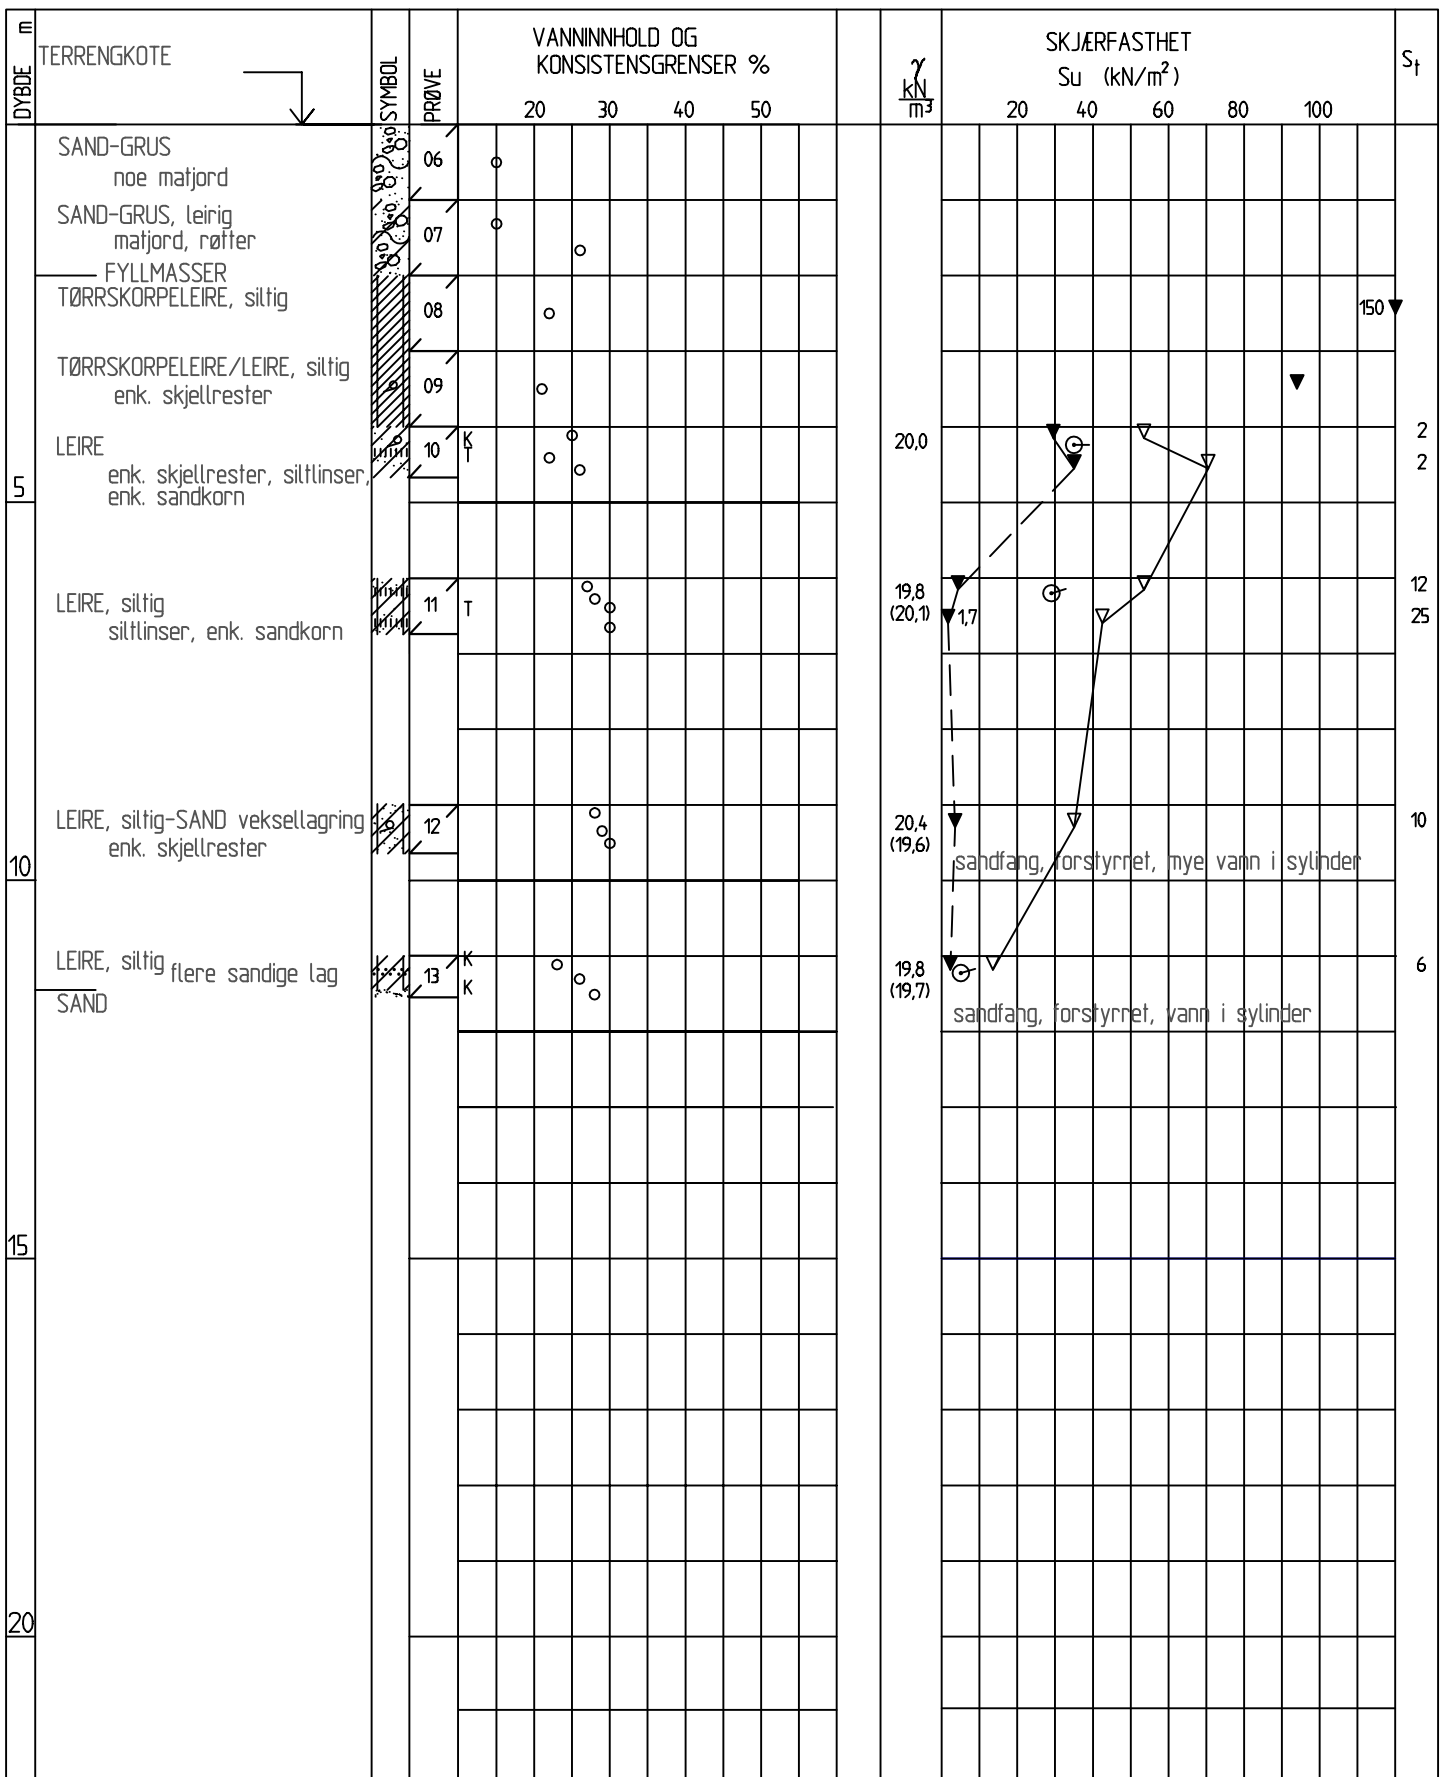 DYBDE m
TERRENGKOTE
SYMBOL
PRØVE
VANNINNHOLD OG
KONSISTENSGRENSER %
20 30 40 50
γ
kN
m³
SKJÆRFASTHET
Su (kN/m²)
20 40 60 80 100
St
SAND-GRUS
noe matjord
06
SAND-GRUS, leirig
matjord, røtter
07
FYLLMASSER
TØRRSKORPELEIRE, siltig
08
150
TØRRSKORPELEIRE/LEIRE, siltig
enk. skjellrester
09
LEIRE
enk. skjellrester, siltlinser,
enk. sandkorn
10
K
T
20,0
2
2
5
LEIRE, siltig
siltlinser, enk. sandkorn
11
T
19,8
(20,1)
1,7
12
25
LEIRE, siltig-SAND veksellagring
enk. skjellrester
12
20,4
(19,6)
10
sandfang, forstyrret, mye vann i sylinder
10
LEIRE, siltig flere sandige lag
13
K
K
19,8
(19,7)
6
SAND
sandfang, forstyrret, vann i sylinder
15
20